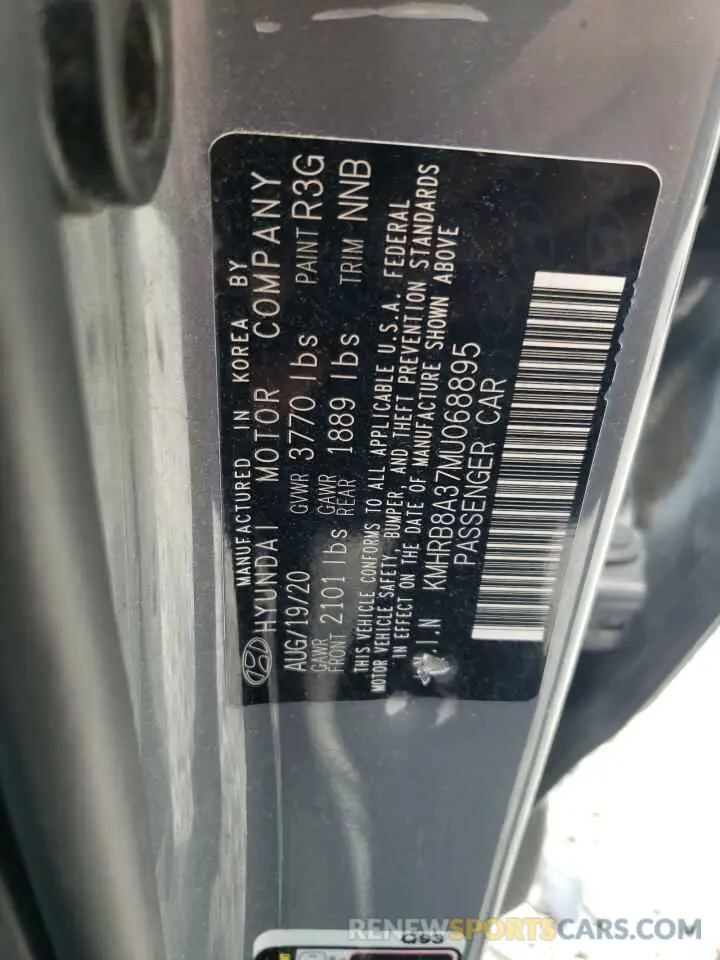 MANUFACTURED IN KOREA BY
HYUNDAI MOTOR COMPANY
AUG/19/20 GVWR 3770 lbs PAINT R3G
GAWR FRONT 2101lbs GAWR REAR 1889 lbs TRIM NNB
THIS VEHICLE CONFORMS TO ALL APPLICABLE U.S.A. FEDERAL
MOTOR VEHICLE SAFETY, BUMPER, AND THEFT PREVENTION STANDARDS
IN EFFECT ON THE DATE OF MANUFACTURE SHOWN ABOVE
.I.N KMHRB8A37MU068895
PASSENGER CAR
RENEWSPORTSCARS.COM